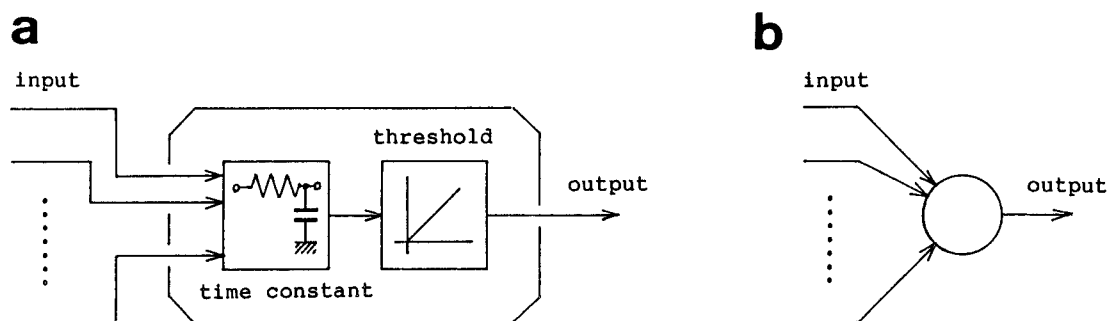 a
input
threshold
output
time constant
b
input
output